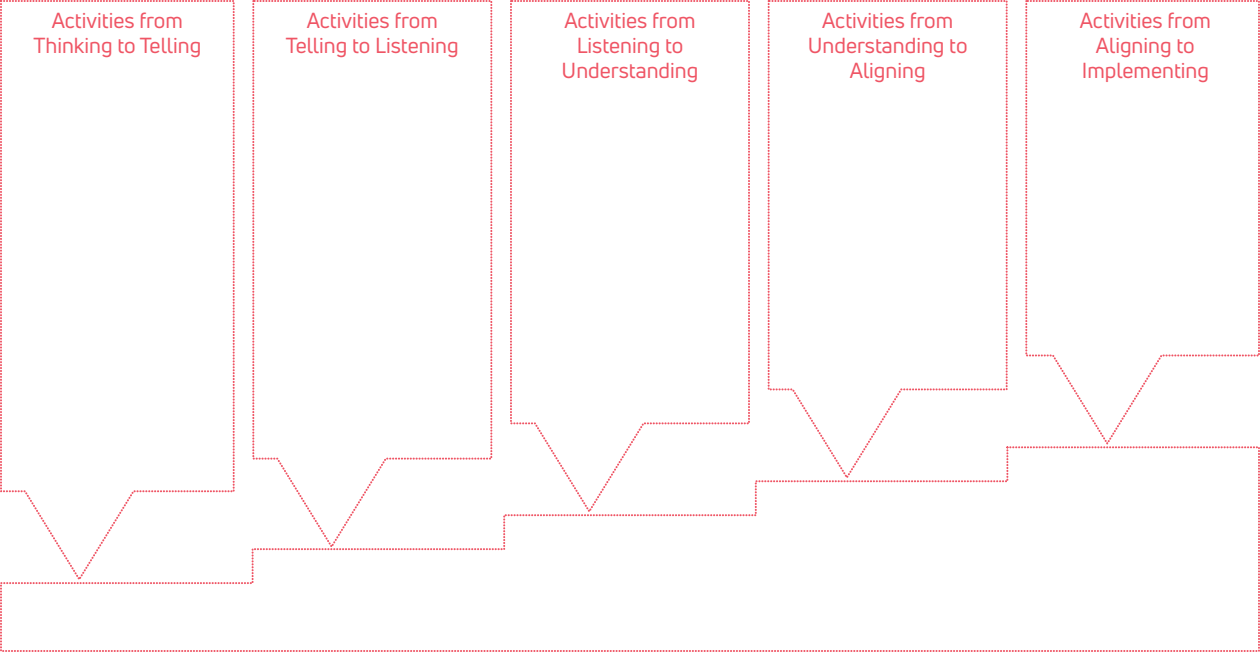 Activities from
Thinking to Telling
Activities from
Telling to Listening
Activities from
Listening to
Understanding
Activities from
Understanding to
Aligning
Activities from
Aligning to
Implementing